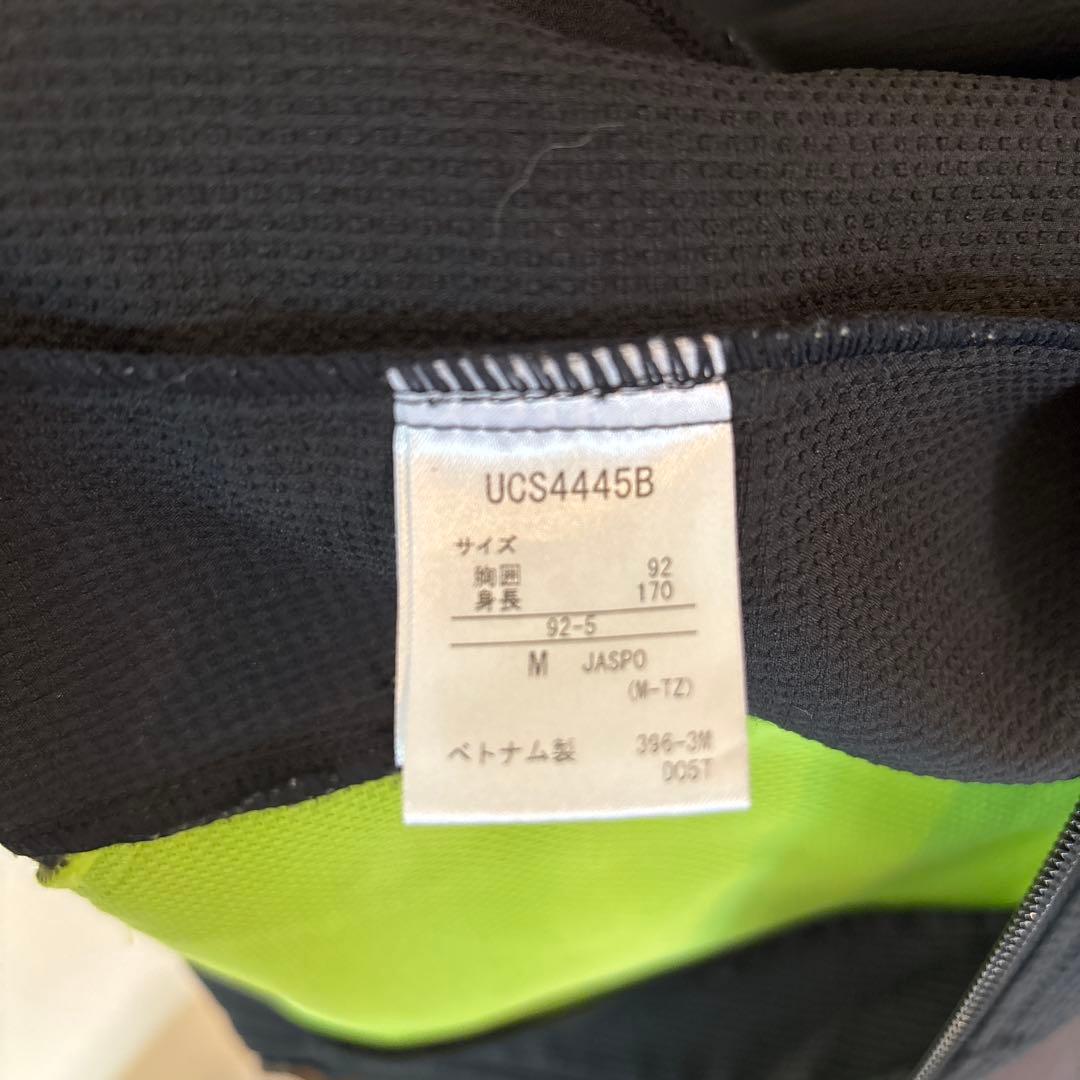 UCS4445B
サイズ
胸囲 92
身長 170
92-5
M JASPO
(M-TZ)
ベトナム製 396-3M
DO5T